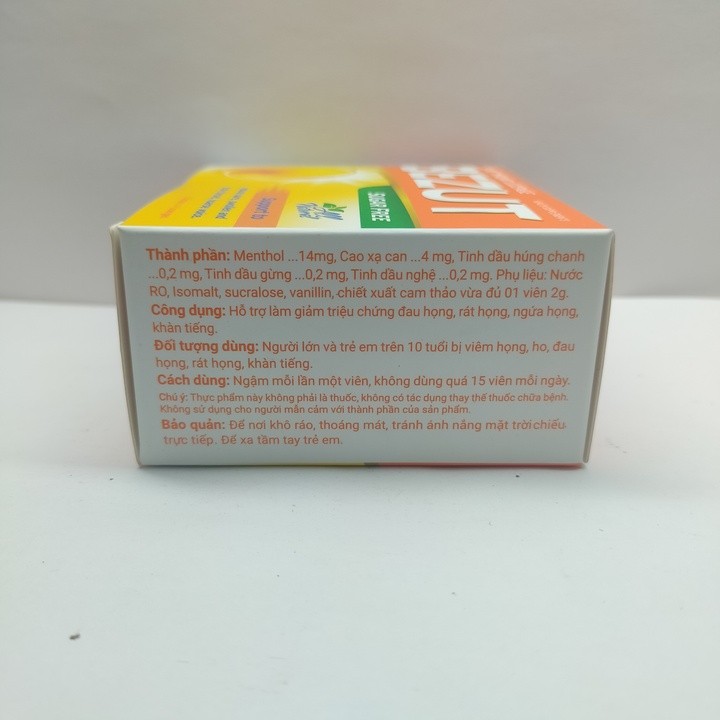 EEZUT
SUGAR FREE
Support to
Thành phần: Menthol ...14mg, Cao xạ can ...4 mg, Tinh dầu húng chanh
...0,2 mg, Tinh dầu gừng ...0,2 mg, Tinh dầu nghệ ...0,2 mg. Phụ liệu: Nước
RO, Isomalt, sucralose, vanillin, chiết xuất cam thảo vừa đủ 01 viên 2g.
Công dụng: Hỗ trợ làm giảm triệu chứng đau họng, rát họng, ngứa họng,
khàn tiếng.
Đối tượng dùng: Người lớn và trẻ em trên 10 tuổi bị viêm họng, ho, đau
họng, rát họng, khàn tiếng.
Cách dùng: Ngậm mỗi lần một viên, không dùng quá 15 viên mỗi ngày.
Chú ý: Thực phẩm này không phải là thuốc, không có tác dụng thay thế thuốc chữa bệnh.
Không sử dụng cho người mẫn cảm với thành phần của sản phẩm.
Bảo quản: Để nơi khô ráo, thoáng mát, tránh ánh nắng mặt trời chiếu
trực tiếp. Để xa tầm tay trẻ em.